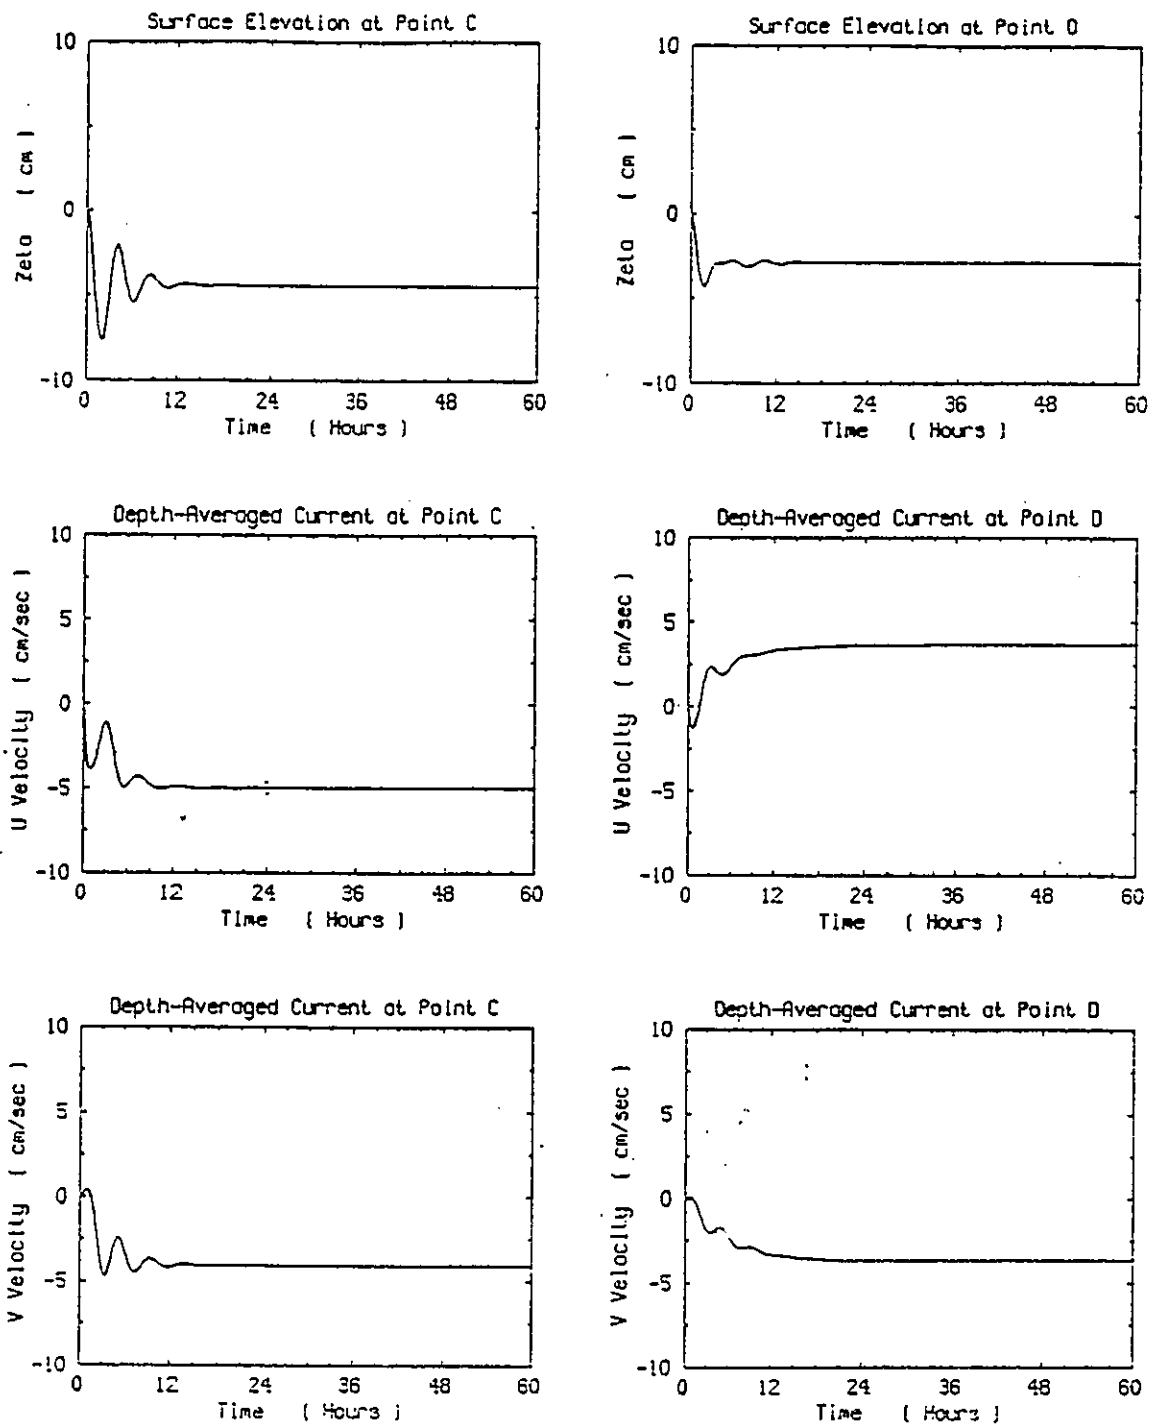 Surface Elevation at Point C
10
0
-10
Zeta ( cm )
0 12 24 36 48 60
Time ( Hours )
Surface Elevation at Point D
10
0
-10
Zeta ( cm )
0 12 24 36 48 60
Time ( Hours )
Depth-Averaged Current at Point C
10
5
0
-5
-10
U Velocity ( cm/sec )
0 12 24 36 48 60
Time ( Hours )
Depth-Averaged Current at Point D
10
5
0
-5
-10
U Velocity ( cm/sec )
0 12 24 36 48 60
Time ( Hours )
Depth-Averaged Current at Point C
10
5
0
-5
-10
V Velocity ( cm/sec )
0 12 24 36 48 60
Time ( Hours )
Depth-Averaged Current at Point D
10
5
0
-5
-10
V Velocity ( cm/sec )
0 12 24 36 48 60
Time ( Hours )